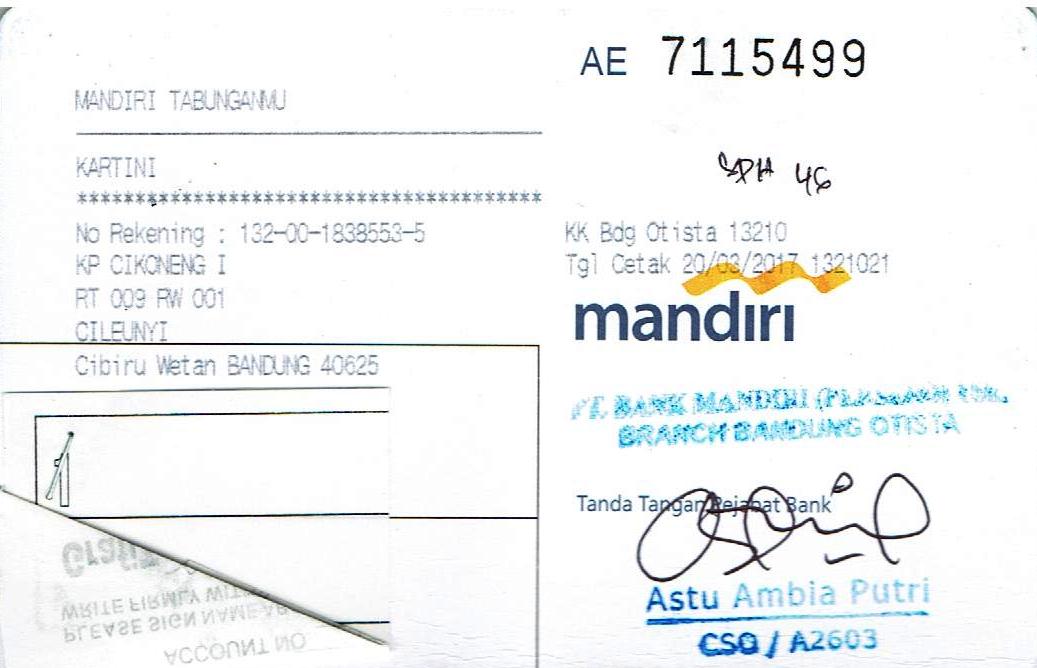 AE 7115499
MANDIRI TABUNGANMU
KARTINI
****************************************
No Rekening : 132-00-1838553-5
KP CIKONENG I
RT 009 RW 001
CILEUNYI
Cibiru Wetan BANDUNG 40625
SPH 46
KK Bdg Otista 13210
Tgl Cetak 20/03/2017 1321021
mandiri
PT. BANK MANDIRI (PERSERO) TBK.
BRANCH BANDUNG OTISTA
Tanda Tangan Pejabat Bank
Astu Ambia Putri
CSO / A2603
WRITE FIRMLY
PLEASE SIGN NAME
ACCOUNT NO